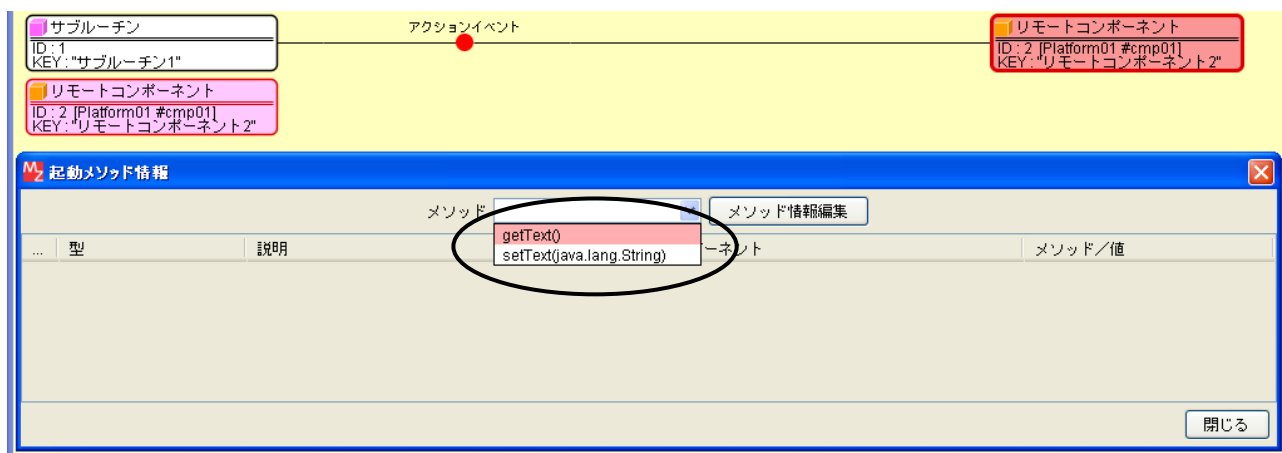 サブルーチン
ID : 1
KEY : "サブルーチン1"
アクションイベント
リモートコンポーネント
ID : 2 [Platform01 #cmp01]
KEY : "リモートコンポーネント2"
リモートコンポーネント
ID : 2 [Platform01 #cmp01]
KEY : "リモートコンポーネント2"
起動メソッド情報
メソッド
メソッド情報編集
getText()
setText(java.lang.String)
... 型 説明 ーネント メソッド／値
閉じる